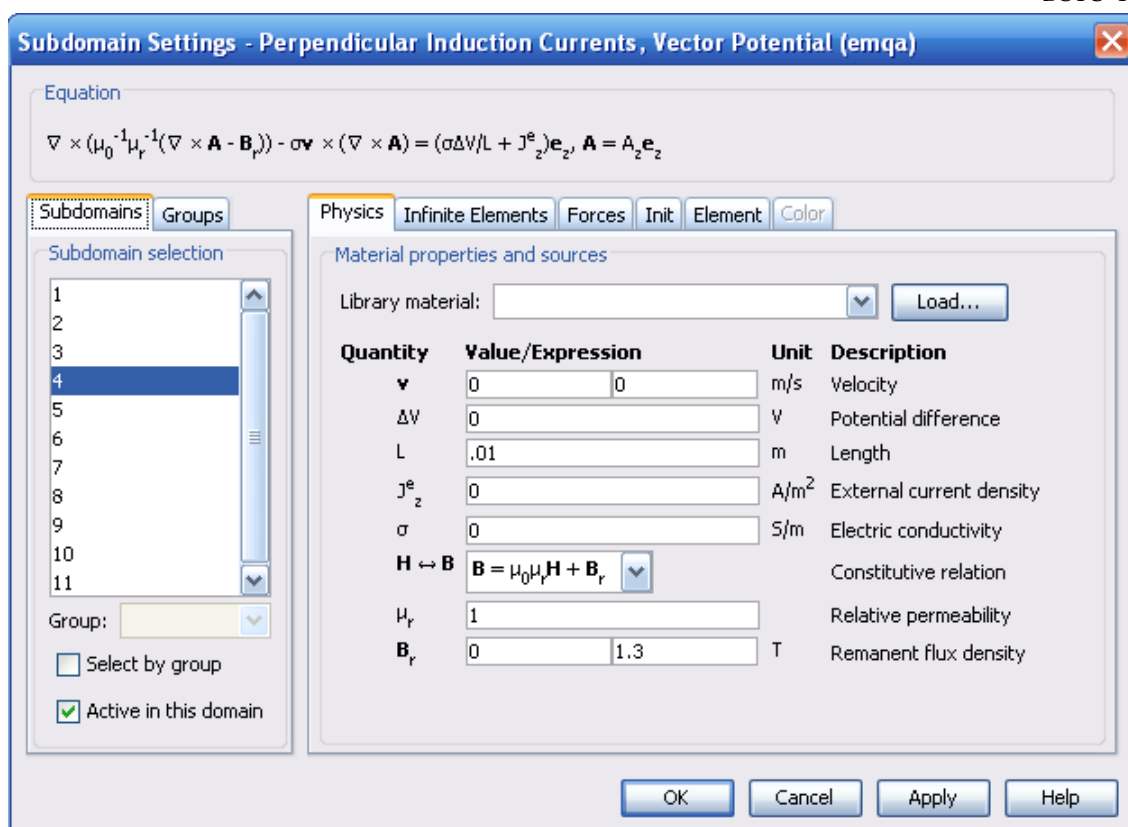 Subdomain Settings - Perpendicular Induction Currents, Vector Potential (emqa)
Equation
∇ × (μ₀⁻¹μᵣ⁻¹(∇ × A - Bᵣ)) - σv × (∇ × A) = (σΔV/L + Jᵉz)ez, A = Azez
Subdomains Groups
Subdomain selection
1
2
3
4
5
6
7
8
9
10
11
Group:
Select by group
Active in this domain
Physics Infinite Elements Forces Init Element Color
Material properties and sources
Library material: Load...
Quantity Value/Expression Unit Description
v 0 0 m/s Velocity
ΔV 0 V Potential difference
L .01 m Length
Jᵉz 0 A/m² External current density
σ 0 S/m Electric conductivity
H ↔ B B = μ₀μᵣH + Bᵣ Constitutive relation
μᵣ 1 Relative permeability
Bᵣ 0 1.3 T Remanent flux density
OK Cancel Apply Help